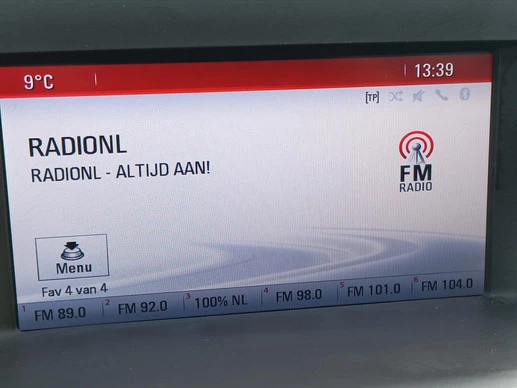 9°C 13:39
[TP]
RADIONL
RADIONL - ALTIJD AAN!
FM
RADIO
Menu
Fav 4 van 4
1 FM 89.0 2 FM 92.0 3 100% NL 4 FM 98.0 5 FM 101.0 6 FM 104.0